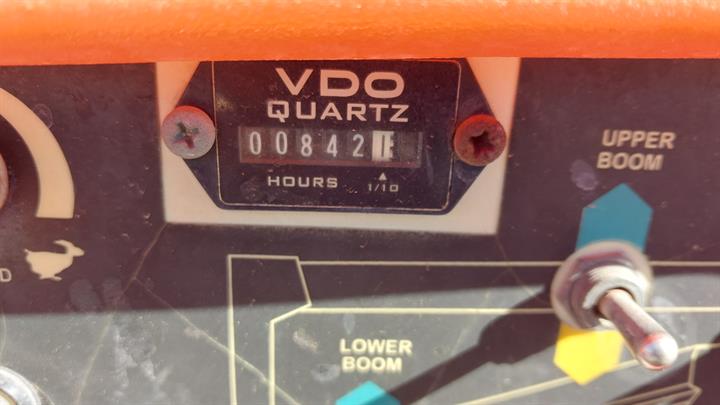 VDO
QUARTZ
00842
HOURS 1/10
UPPER
BOOM
D
LOWER
BOOM